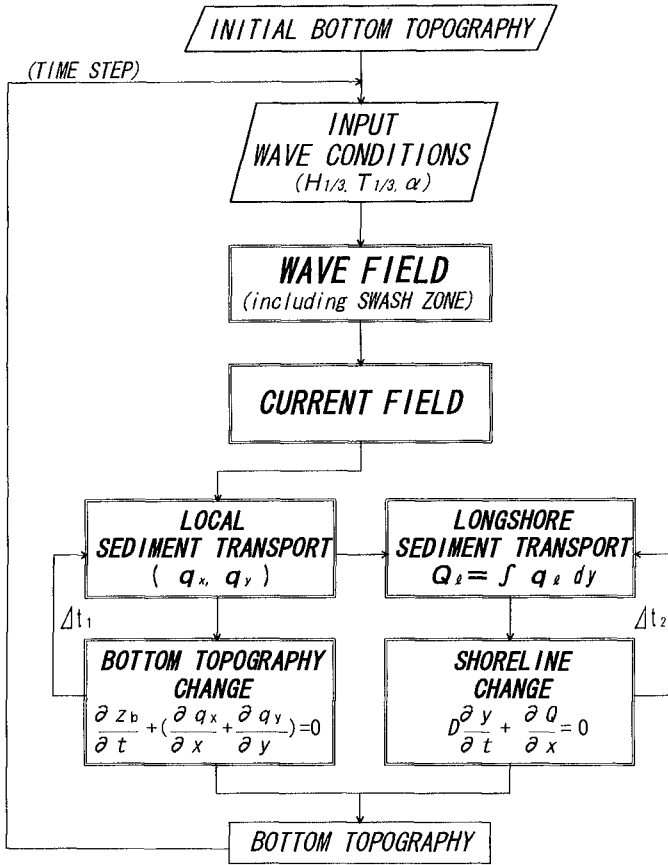 INITIAL BOTTOM TOPOGRAPHY
(TIME STEP)
INPUT
WAVE CONDITIONS
(H1/3, T1/3, α)
WAVE FIELD
(including SWASH ZONE)
CURRENT FIELD
LOCAL
SEDIMENT TRANSPORT
( qx, qy )
LONGSHORE
SEDIMENT TRANSPORT
Qℓ = ∫ qℓ dy
Δt1
Δt2
BOTTOM TOPOGRAPHY
CHANGE
∂zb/∂t + (∂qx/∂x + ∂qy/∂y) = 0
SHORELINE
CHANGE
D∂y/∂t + ∂Q/∂x = 0
BOTTOM TOPOGRAPHY